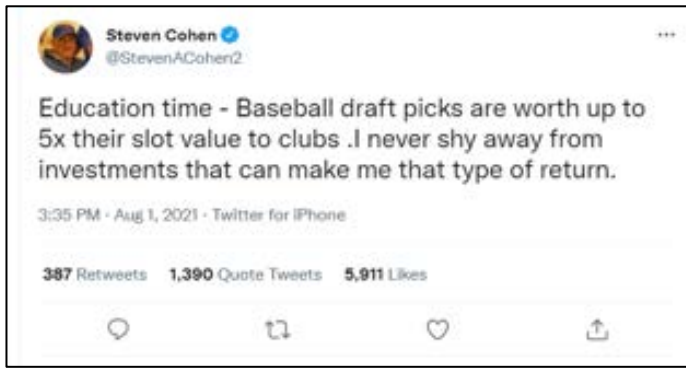 Steven Cohen
@StevenACohen2
Education time - Baseball draft picks are worth up to
5x their slot value to clubs .I never shy away from
investments that can make me that type of return.
3:35 PM · Aug 1, 2021 · Twitter for iPhone
387 Retweets 1,390 Quote Tweets 5,911 Likes